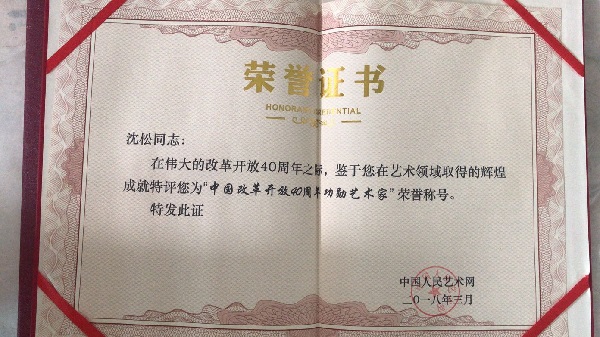 荣誉证书
HONORARY CREDENTIAL
沈松同志：
在伟大的改革开放40周年之际，鉴于您在艺术领域取得的辉煌
成就特评您为“中国改革开放40周年功勋艺术家”荣誉称号。
特发此证
中国人民艺术网
二〇一八年三月